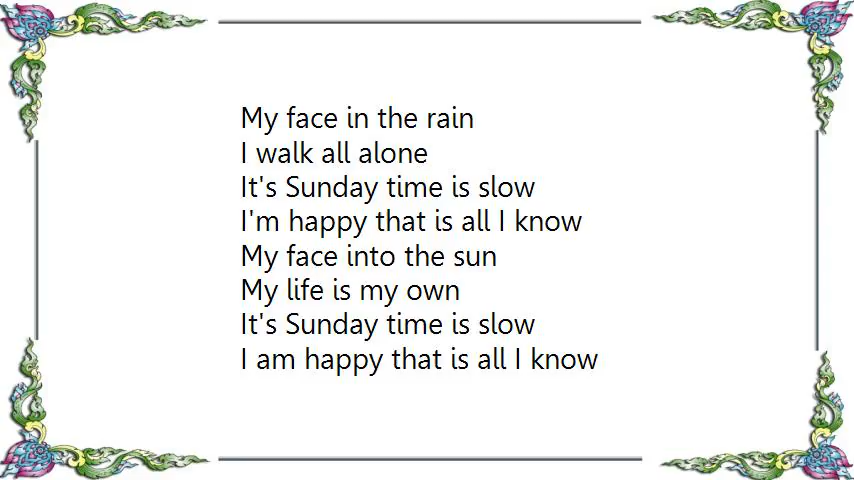 My face in the rain
I walk all alone
It's Sunday time is slow
I'm happy that is all I know
My face into the sun
My life is my own
It's Sunday time is slow
I am happy that is all I know